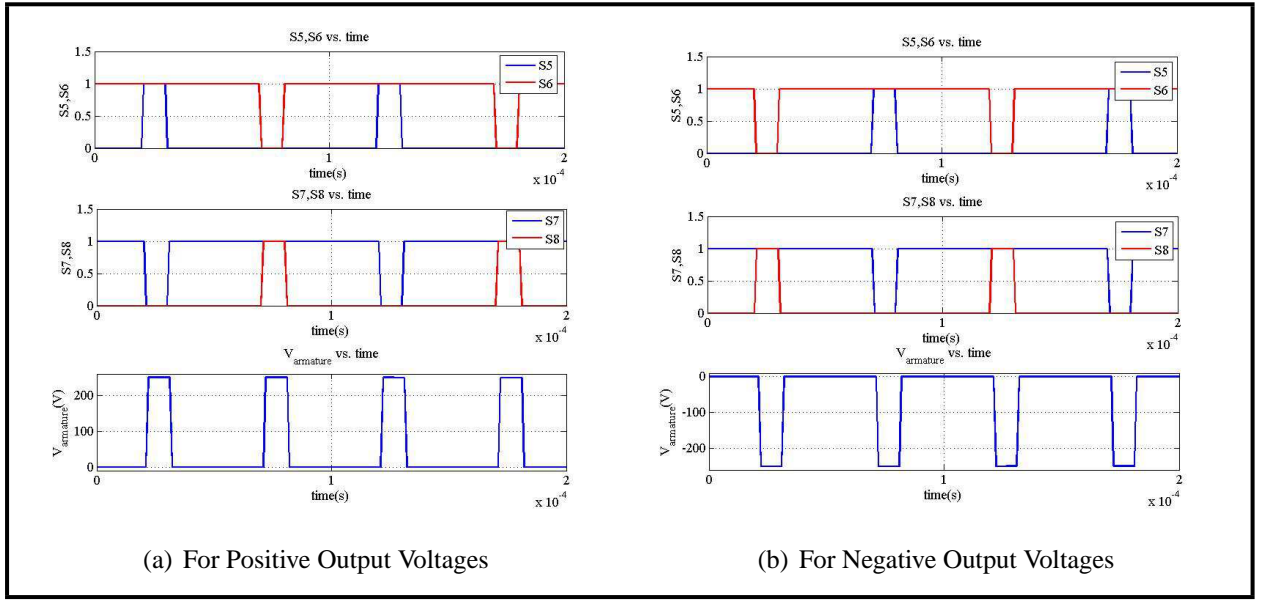 S5,S6 vs. time
1.5
1
0.5
0
S5,S6
S5
S6
0
1
2
time(s)
x 10-4
S7,S8 vs. time
1.5
1
0.5
0
S7,S8
S7
S8
0
1
2
time(s)
x 10-4
Varmature vs. time
200
100
0
Varmature(V)
0
1
2
time(s)
x 10-4
(a) For Positive Output Voltages
S5,S6 vs. time
1.5
1
0.5
0
S5,S6
S5
S6
0
1
2
time(s)
x 10-4
S7,S8 vs. time
1.5
1
0.5
0
S7,S8
S7
S8
0
1
2
time(s)
x 10-4
Varmature vs. time
0
-100
-200
Varmature(V)
0
1
2
time(s)
x 10-4
(b) For Negative Output Voltages